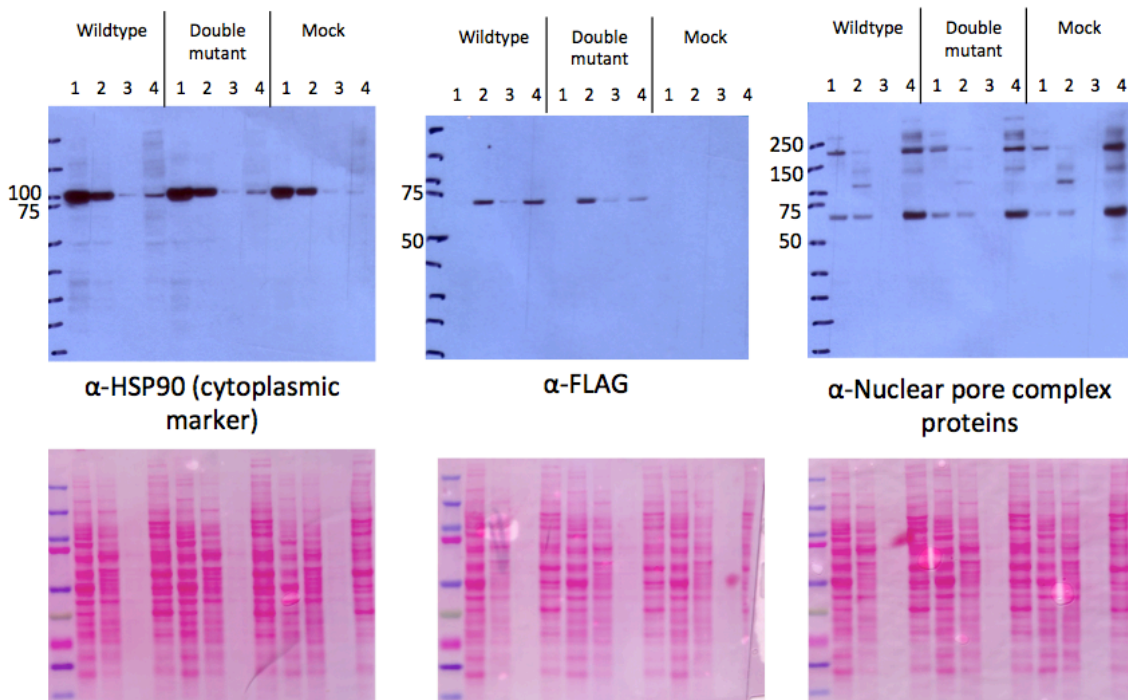 Wildtype Double mutant Mock
1 2 3 4 1 2 3 4 1 2 3 4
100
75
α-HSP90 (cytoplasmic
marker)
Wildtype Double mutant Mock
1 2 3 4 1 2 3 4 1 2 3 4
75
50
α-FLAG
Wildtype Double mutant Mock
1 2 3 4 1 2 3 4 1 2 3 4
250
150
75
50
α-Nuclear pore complex
proteins